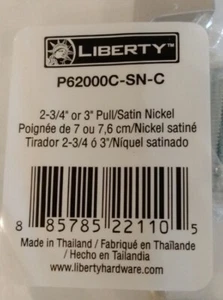 LIBERTY™
P62000C-SN-C
2-3/4" or 3" Pull/Satin Nickel
Poignée de 7 ou 7,6 cm/Nickel satiné
Tirador 2-3/4 ó 3"/Níquel satinado
8 85785 22110 5
Made in Thailand / Fabriqué en Thaïlande
/ Hecho en Tailandia
www.libertyhardware.com